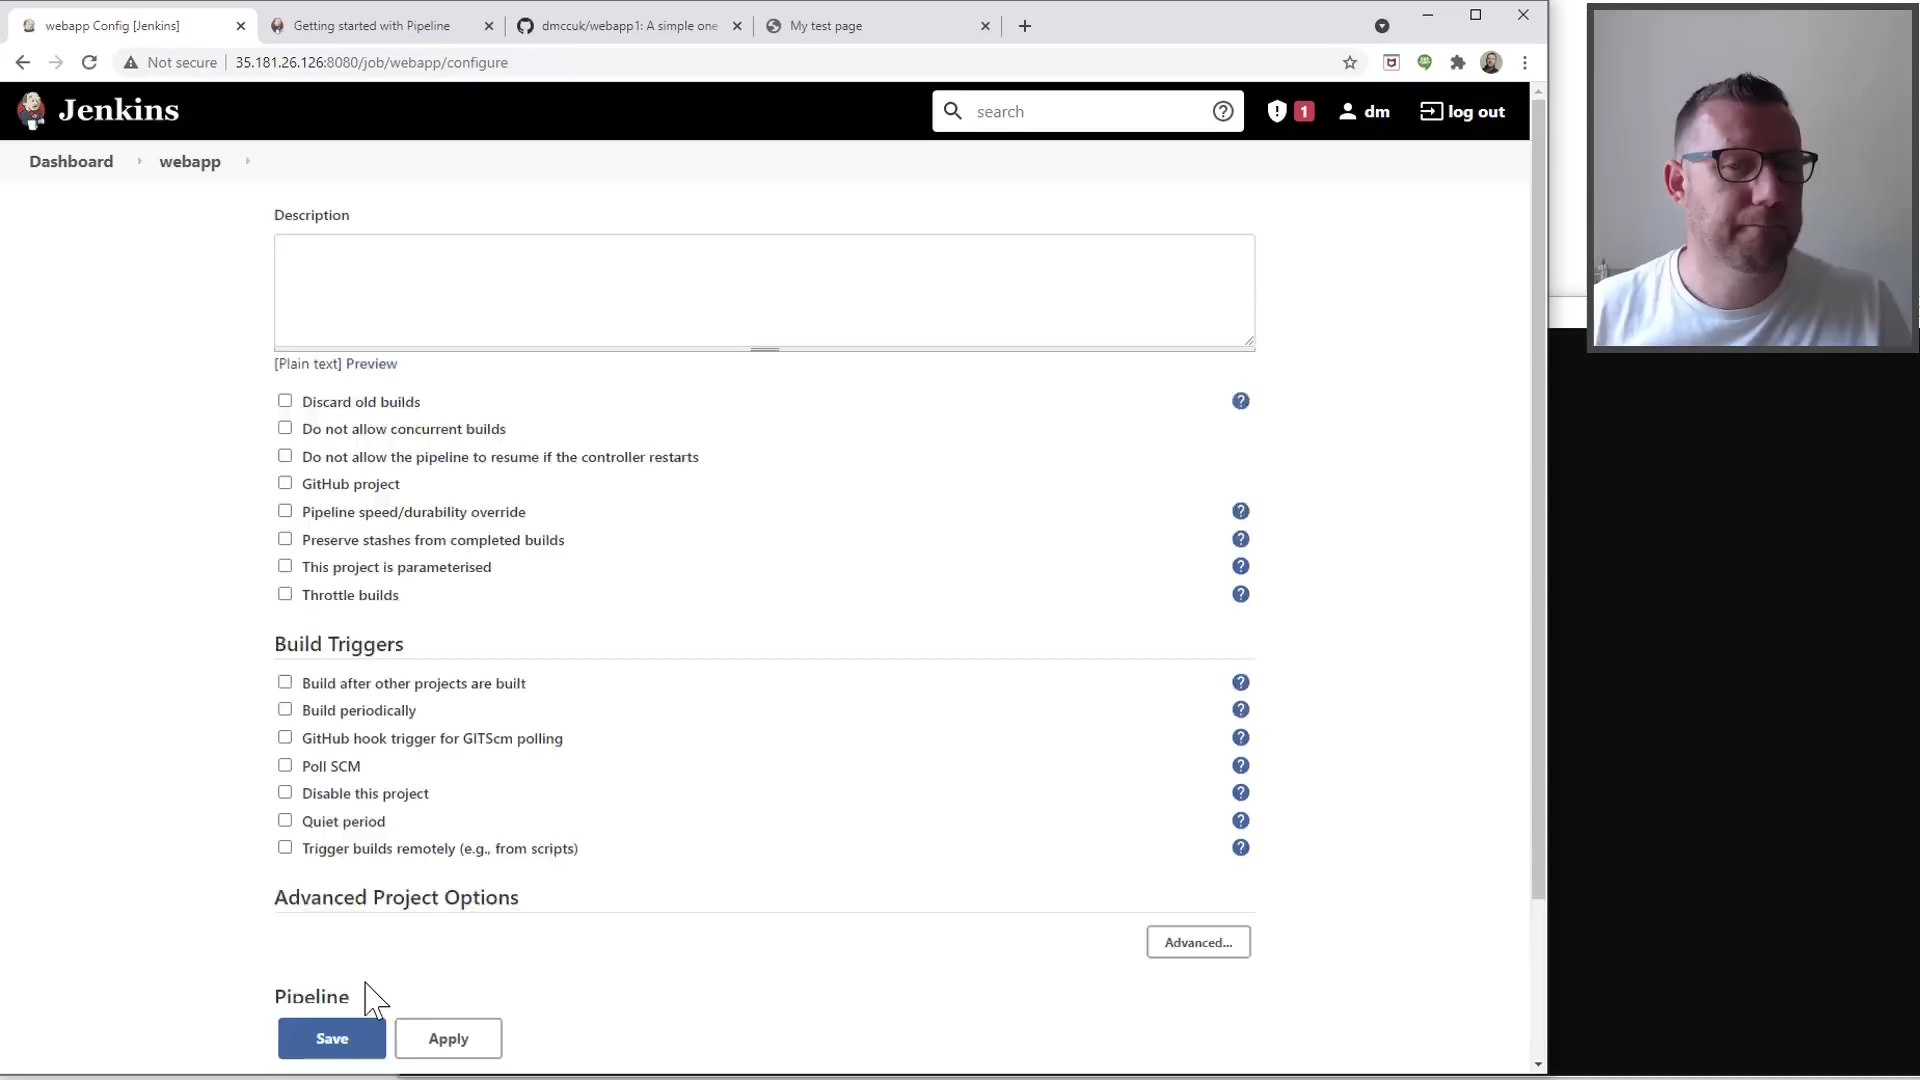 webapp Config [Jenkins]
Getting started with Pipeline
dmccuk/webapp1: A simple one
My test page
Not secure
35.181.26.126:8080/job/webapp/configure
Jenkins
search
1
dm
log out
Dashboard
webapp
Description
[Plain text] Preview
Discard old builds
Do not allow concurrent builds
Do not allow the pipeline to resume if the controller restarts
GitHub project
Pipeline speed/durability override
Preserve stashes from completed builds
This project is parameterised
Throttle builds
Build Triggers
Build after other projects are built
Build periodically
GitHub hook trigger for GITScm polling
Poll SCM
Disable this project
Quiet period
Trigger builds remotely (e.g., from scripts)
Advanced Project Options
Advanced...
Pipeline
Save
Apply